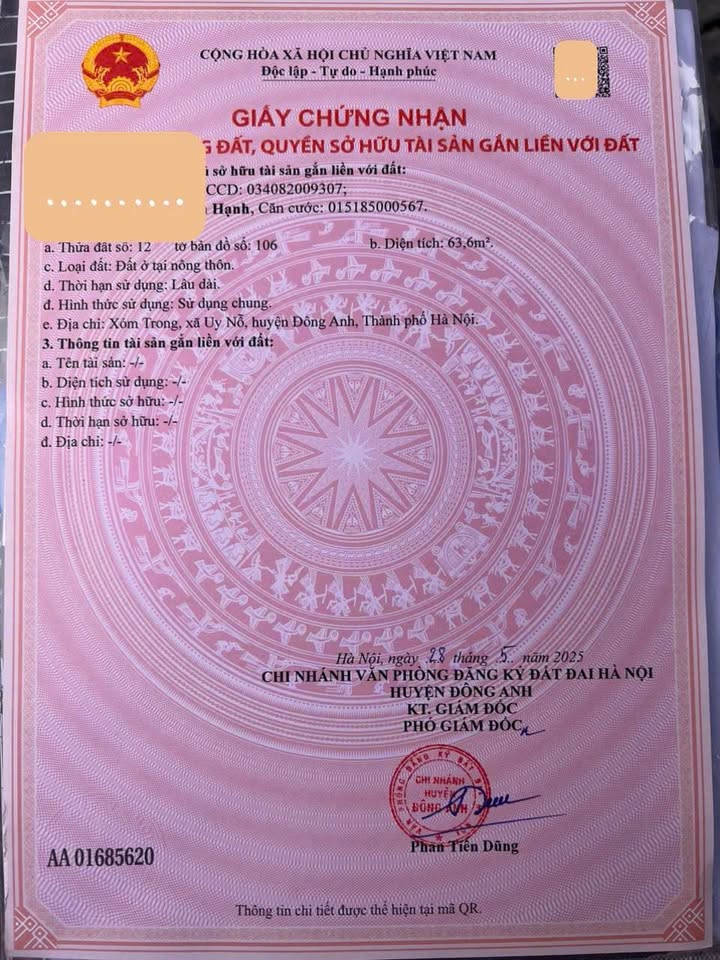 CỘNG HÒA XÃ HỘI CHỦ NGHĨA VIỆT NAM
Độc lập - Tự do - Hạnh phúc
GIẤY CHỨNG NHẬN
ĐẤT, QUYỀN SỞ HỮU TÀI SẢN GẮN LIỀN VỚI ĐẤT
sở hữu tài sản gắn liền với đất:
CCD: 034082009307;
Hạnh, Căn cước: 015185000567.
a. Thửa đất số: 12 tờ bản đồ số: 106 b. Diện tích: 63,6m².
c. Loại đất: Đất ở tại nông thôn.
d. Thời hạn sử dụng: Lâu dài.
đ. Hình thức sử dụng: Sử dụng chung.
e. Địa chỉ: Xóm Trong, xã Uy Nỗ, huyện Đông Anh, Thành phố Hà Nội.
3. Thông tin tài sản gắn liền với đất:
a. Tên tài sản: -/-
b. Diện tích sử dụng: -/-
c. Hình thức sở hữu: -/-
d. Thời hạn sở hữu: -/-
đ. Địa chỉ: -/-
Hà Nội, ngày 28 tháng 5 năm 2025
CHI NHÁNH VĂN PHÒNG ĐĂNG KÝ ĐẤT ĐAI HÀ NỘI
HUYỆN ĐÔNG ANH
KT. GIÁM ĐỐC
PHÓ GIÁM ĐỐC
CHI NHÁNH
HUYỆN
ĐÔNG ANH
Phan Tiến Dũng
AA 01685620
Thông tin chi tiết được thể hiện tại mã QR.